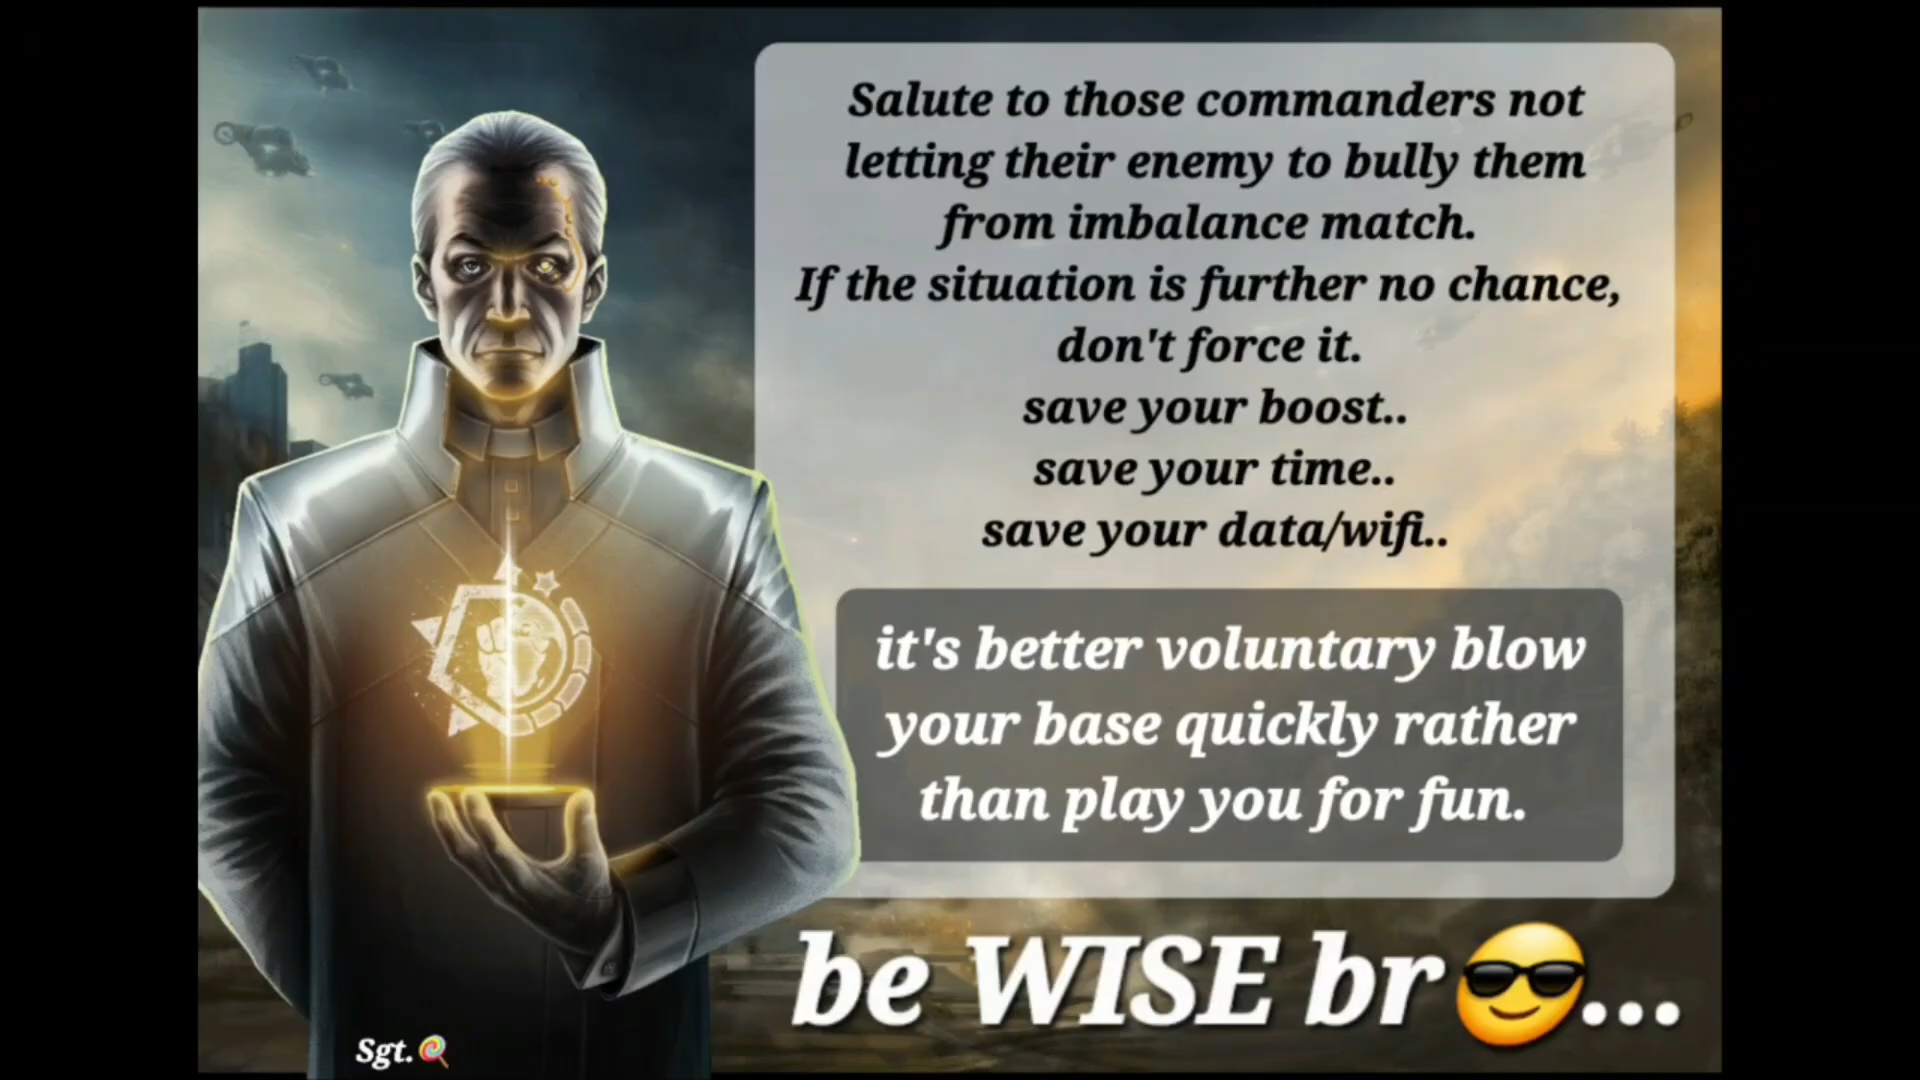 Salute to those commanders not
letting their enemy to bully them
from imbalance match.
If the situation is further no chance,
don't force it.
save your boost..
save your time..
save your data/wifi..
it's better voluntary blow
your base quickly rather
than play you for fun.
be WISE br😎...
Sgt.🍭